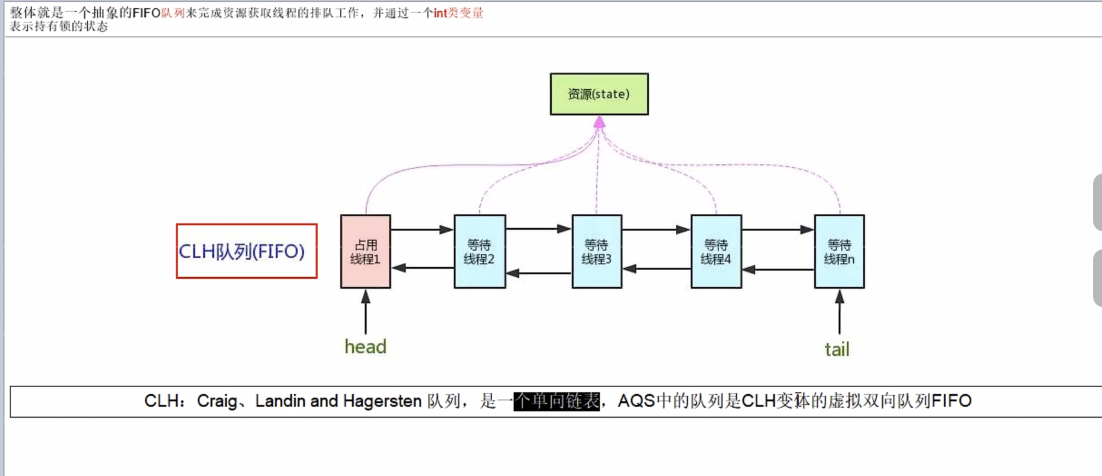 整体就是一个抽象的FIFO队列来完成资源获取线程的排队工作，并通过一个int类变量
表示持有锁的状态
资源(state)
CLH队列(FIFO)
占用
线程1
等待
线程2
等待
线程3
等待
线程4
等待
线程n
head
tail
CLH：Craig、Landin and Hagersten 队列，是一个单向链表，AQS中的队列是CLH变体的虚拟双向队列FIFO